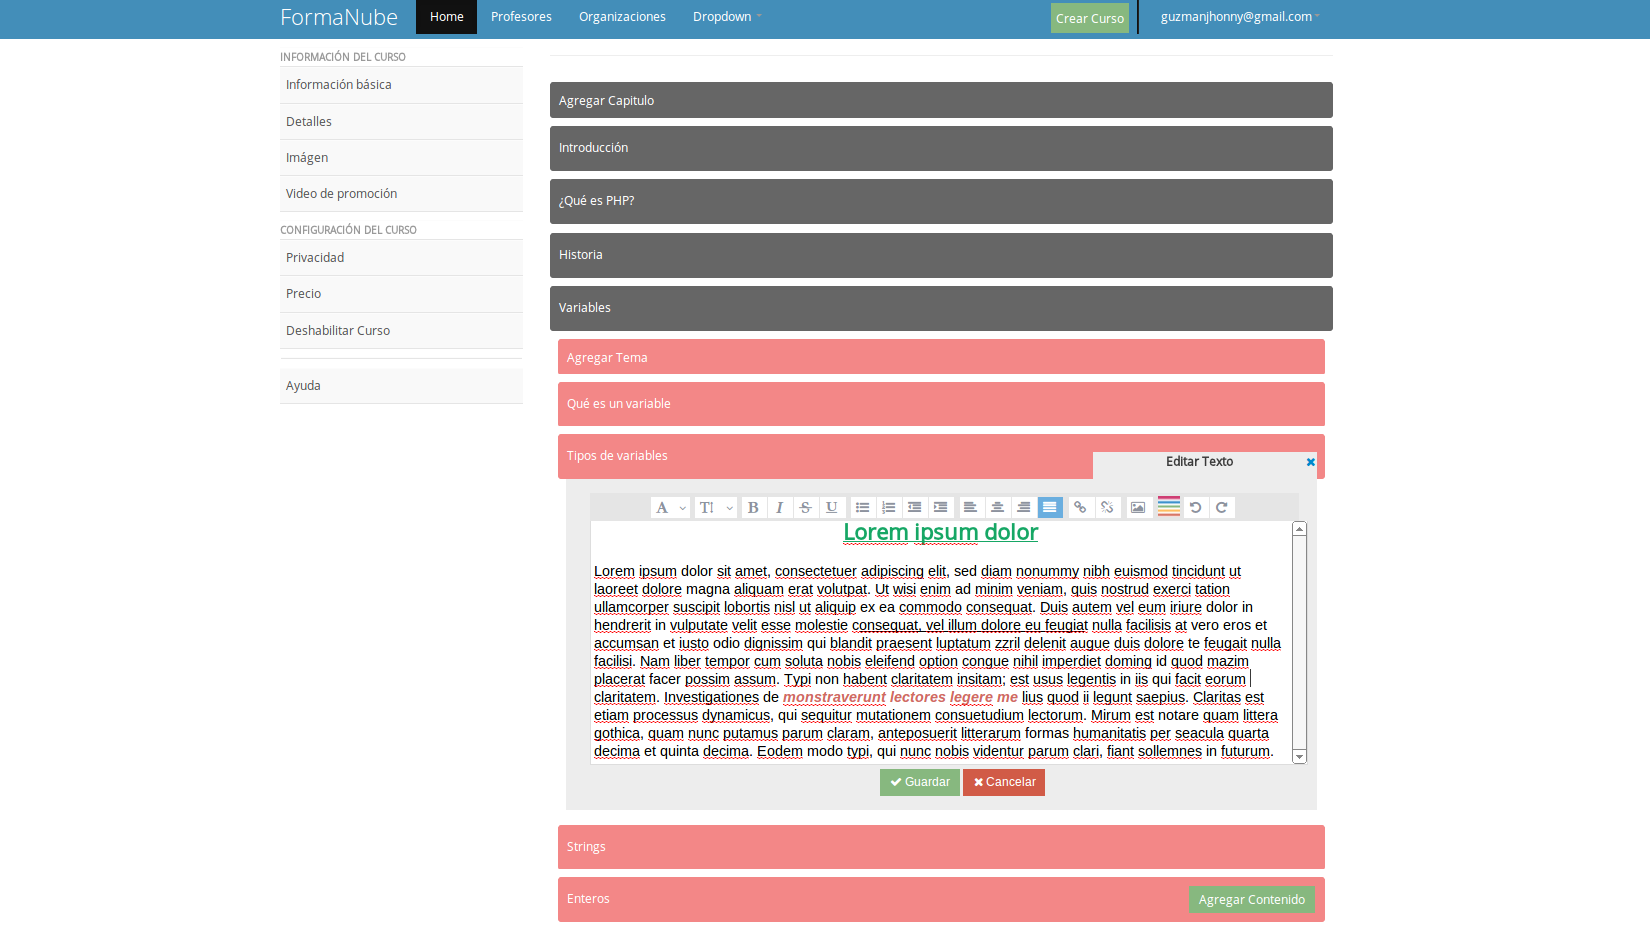 FormaNube Home Profesores Organizaciones Dropdown Crear Curso guzmanjhonny@gmail.com
INFORMACIÓN DEL CURSO
Información básica
Detalles
Imágen
Video de promoción
CONFIGURACIÓN DEL CURSO
Privacidad
Precio
Deshabilitar Curso
Ayuda
Agregar Capitulo
Introducción
¿Qué es PHP?
Historia
Variables
Agregar Tema
Qué es un variable
Tipos de variables
Editar Texto
A T B I S U
Lorem ipsum dolor
Lorem ipsum dolor sit amet, consectetuer adipiscing elit, sed diam nonummy nibh euismod tincidunt ut
laoreet dolore magna aliquam erat volutpat. Ut wisi enim ad minim veniam, quis nostrud exerci tation
ullamcorper suscipit lobortis nisl ut aliquip ex ea commodo consequat. Duis autem vel eum iriure dolor in
hendrerit in vulputate velit esse molestie consequat, vel illum dolore eu feugiat nulla facilisis at vero eros et
accumsan et iusto odio dignissim qui blandit praesent luptatum zzril delenit augue duis dolore te feugait nulla
facilisi. Nam liber tempor cum soluta nobis eleifend option congue nihil imperdiet doming id quod mazim
placerat facer possim assum. Typi non habent claritatem insitam; est usus legentis in iis qui facit eorum
claritatem. Investigationes de monstraverunt lectores legere me lius quod ii legunt saepius. Claritas est
etiam processus dynamicus, qui sequitur mutationem consuetudium lectorum. Mirum est notare quam littera
gothica, quam nunc putamus parum claram, anteposuerit litterarum formas humanitatis per seacula quarta
decima et quinta decima. Eodem modo typi, qui nunc nobis videntur parum clari, fiant sollemnes in futurum.
Guardar Cancelar
Strings
Enteros
Agregar Contenido